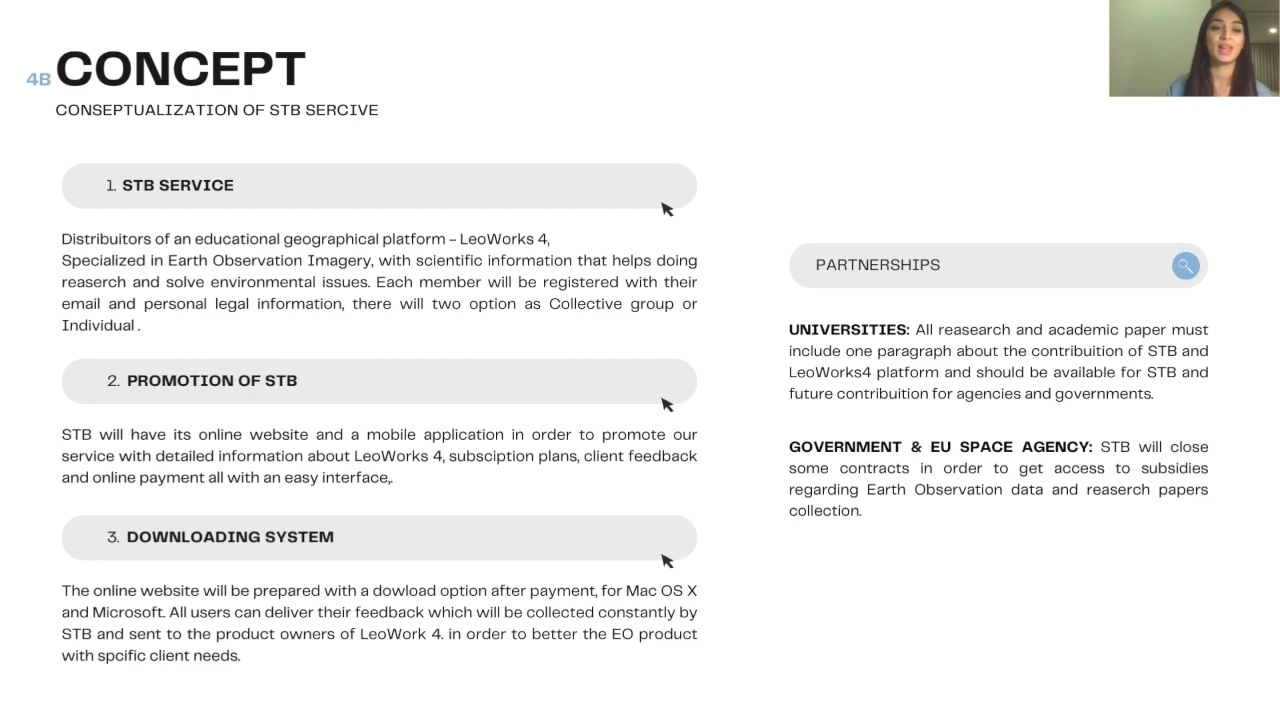 4B CONCEPT
CONSEPTUALIZATION OF STB SERCIVE
1. STB SERVICE
Distribuitors of an educational geographical platform - LeoWorks 4,
Specialized in Earth Observation Imagery, with scientific information that helps doing
reaserch and solve environmental issues. Each member will be registered with their
email and personal legal information, there will two option as Collective group or
Individual .
2. PROMOTION OF STB
STB will have its online website and a mobile application in order to promote our
service with detailed information about LeoWorks 4, subsciption plans, client feedback
and online payment all with an easy interface,.
3. DOWNLOADING SYSTEM
The online website will be prepared with a dowload option after payment, for Mac OS X
and Microsoft. All users can deliver their feedback which will be collected constantly by
STB and sent to the product owners of LeoWork 4. in order to better the EO product
with spcific client needs.
PARTNERSHIPS
UNIVERSITIES: All reasearch and academic paper must
include one paragraph about the contribuition of STB and
LeoWorks4 platform and should be available for STB and
future contribuition for agencies and governments.
GOVERNMENT & EU SPACE AGENCY: STB will close
some contracts in order to get access to subsidies
regarding Earth Observation data and reaserch papers
collection.